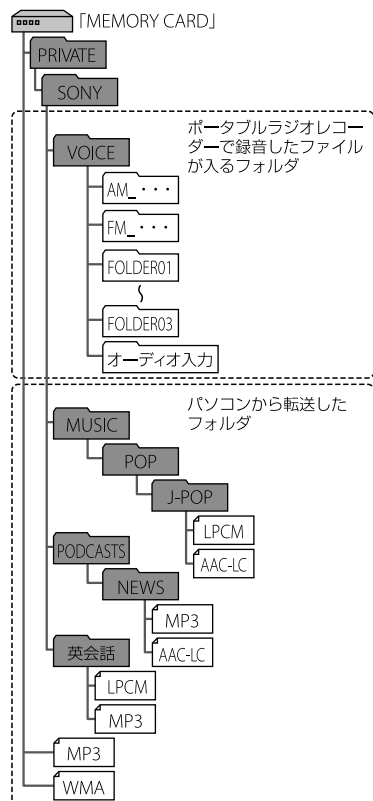 「MEMORY CARD」
PRIVATE
SONY
ポータブルラジオレコー
ダーで録音したファイル
が入るフォルダ
VOICE
AM_・・・
FM_・・・
FOLDER01
〜
FOLDER03
オーディオ入力
パソコンから転送した
フォルダ
MUSIC
POP
J-POP
LPCM
AAC-LC
PODCASTS
NEWS
MP3
AAC-LC
英会話
LPCM
MP3
MP3
WMA